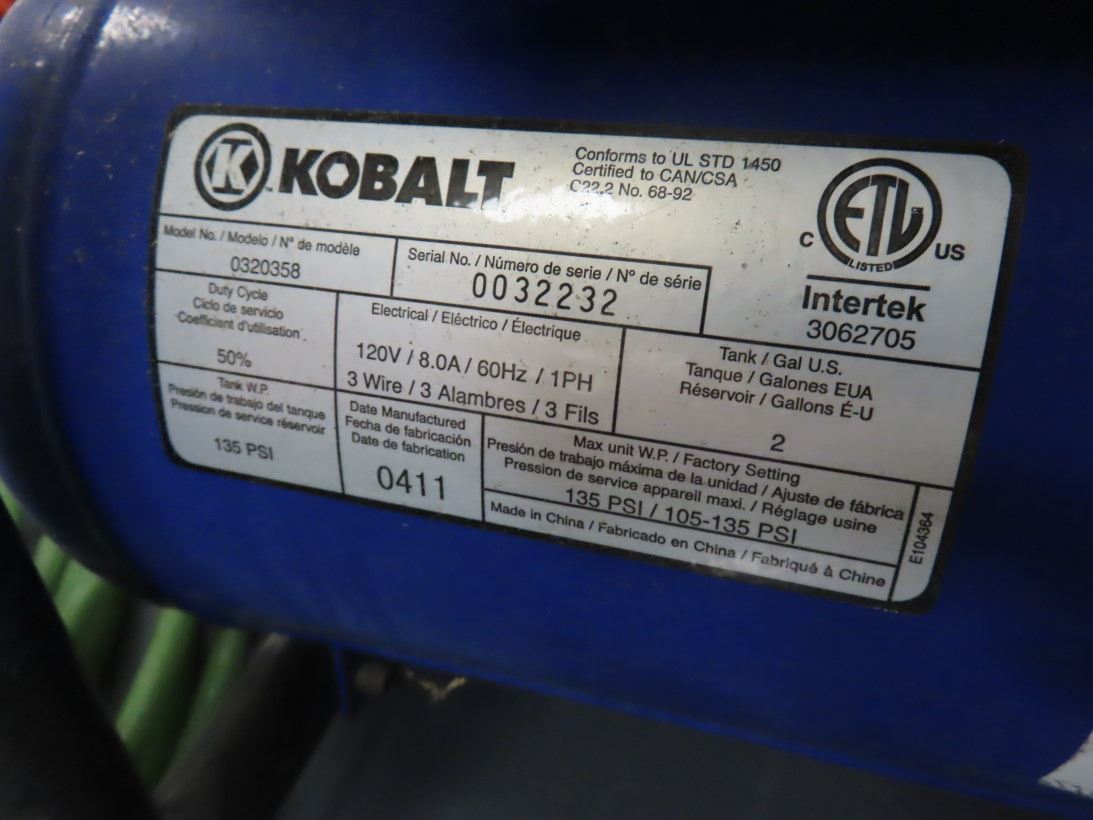 K KOBALT
Conforms to UL STD 1450
Certified to CAN/CSA
C22.2 No. 68-92
ETL
LISTED
C US
Intertek
3062705
Model No. / Modelo / N° de modèle
0320358
Serial No. / Número de serie / N° de série
0032232
Duty Cycle
Ciclo de servicio
Coefficient d'utilisation
50%
Electrical / Eléctrico / Électrique
120V / 8.0A / 60Hz / 1PH
3 Wire / 3 Alambres / 3 Fils
Tank / Gal U.S.
Tanque / Galones EUA
Réservoir / Gallons É-U
2
Tank W.P.
Presión de trabajo del tanque
Pression de service réservoir
135 PSI
Date Manufactured
Fecha de fabricación
Date de fabrication
0411
Max unit W.P. / Factory Setting
Presión de trabajo máxima de la unidad / Ajuste de fábrica
Pression de service appareil maxi. / Réglage usine
135 PSI / 105-135 PSI
Made in China / Fabricado en China / Fabriqué à Chine
E104364